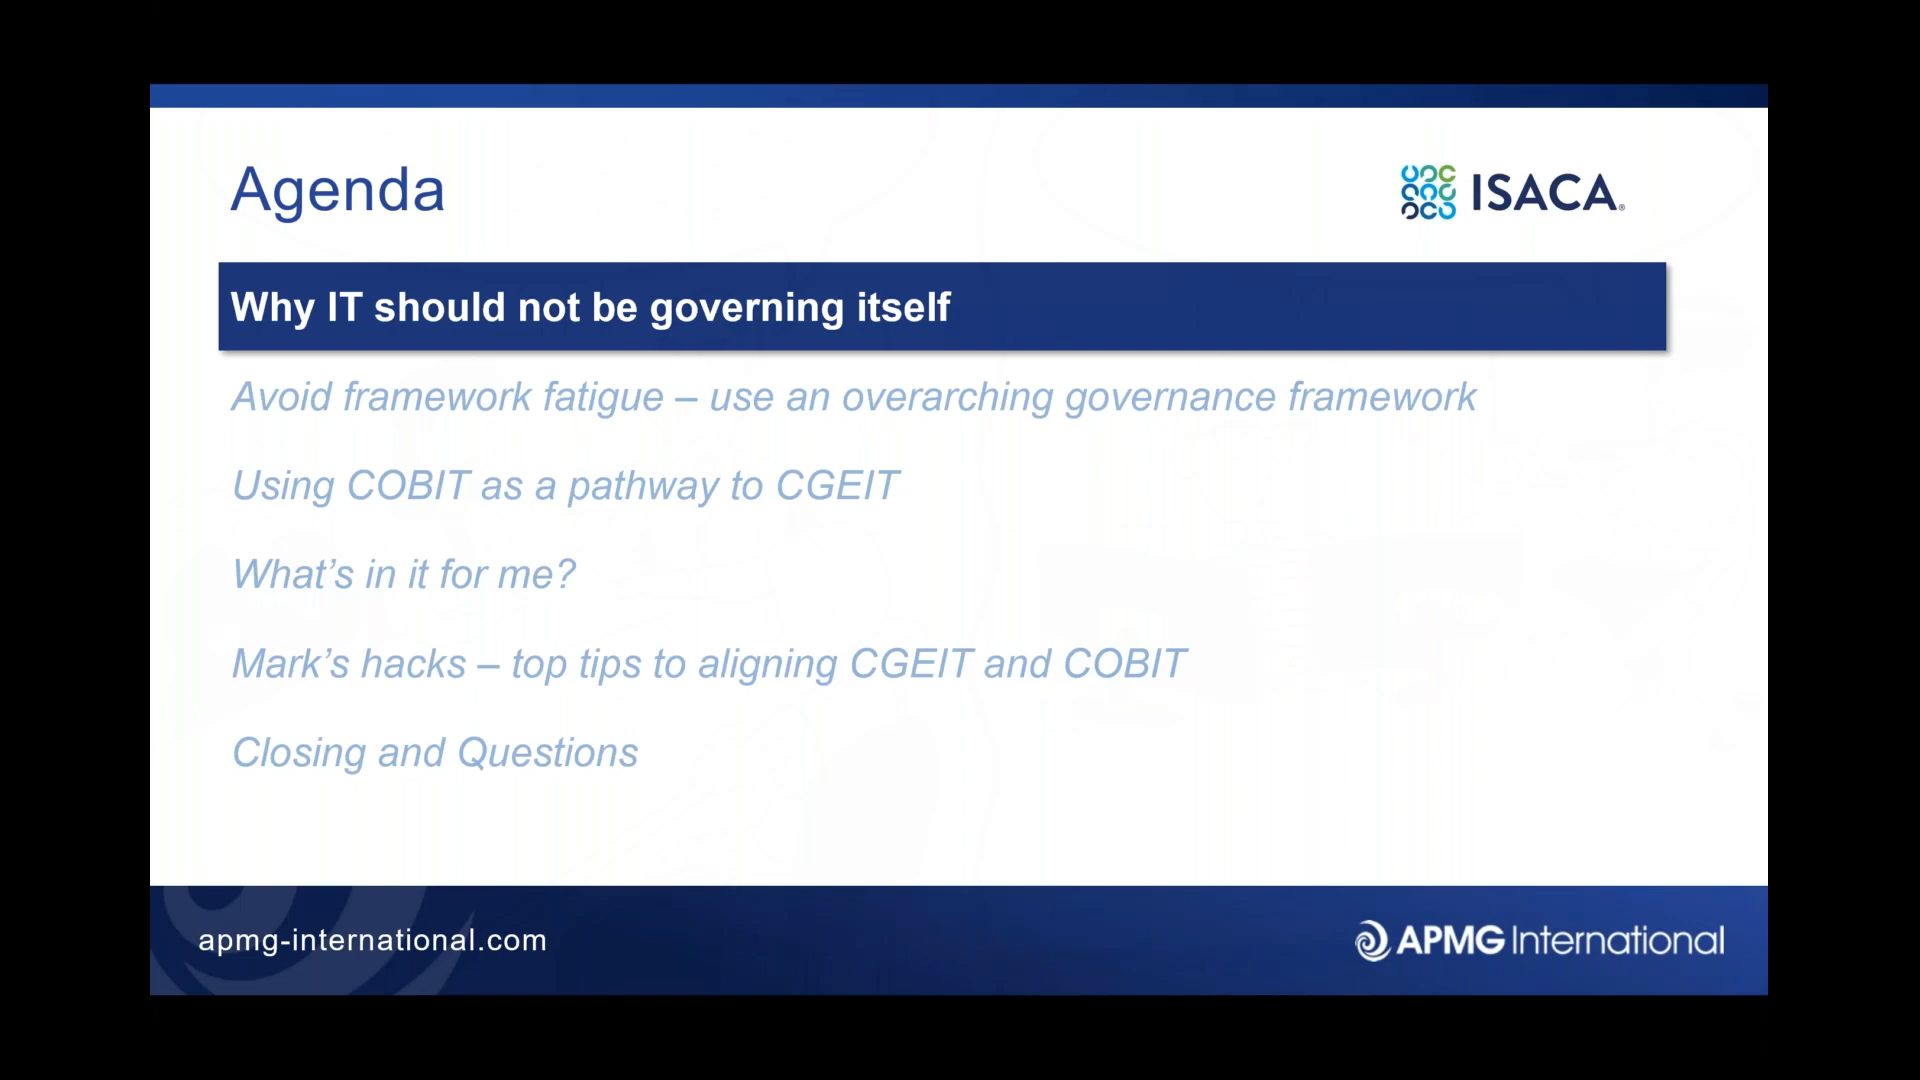 Agenda
ISACA®
Why IT should not be governing itself
Avoid framework fatigue – use an overarching governance framework
Using COBIT as a pathway to CGEIT
What’s in it for me?
Mark’s hacks – top tips to aligning CGEIT and COBIT
Closing and Questions
apmg-international.com
APMG International